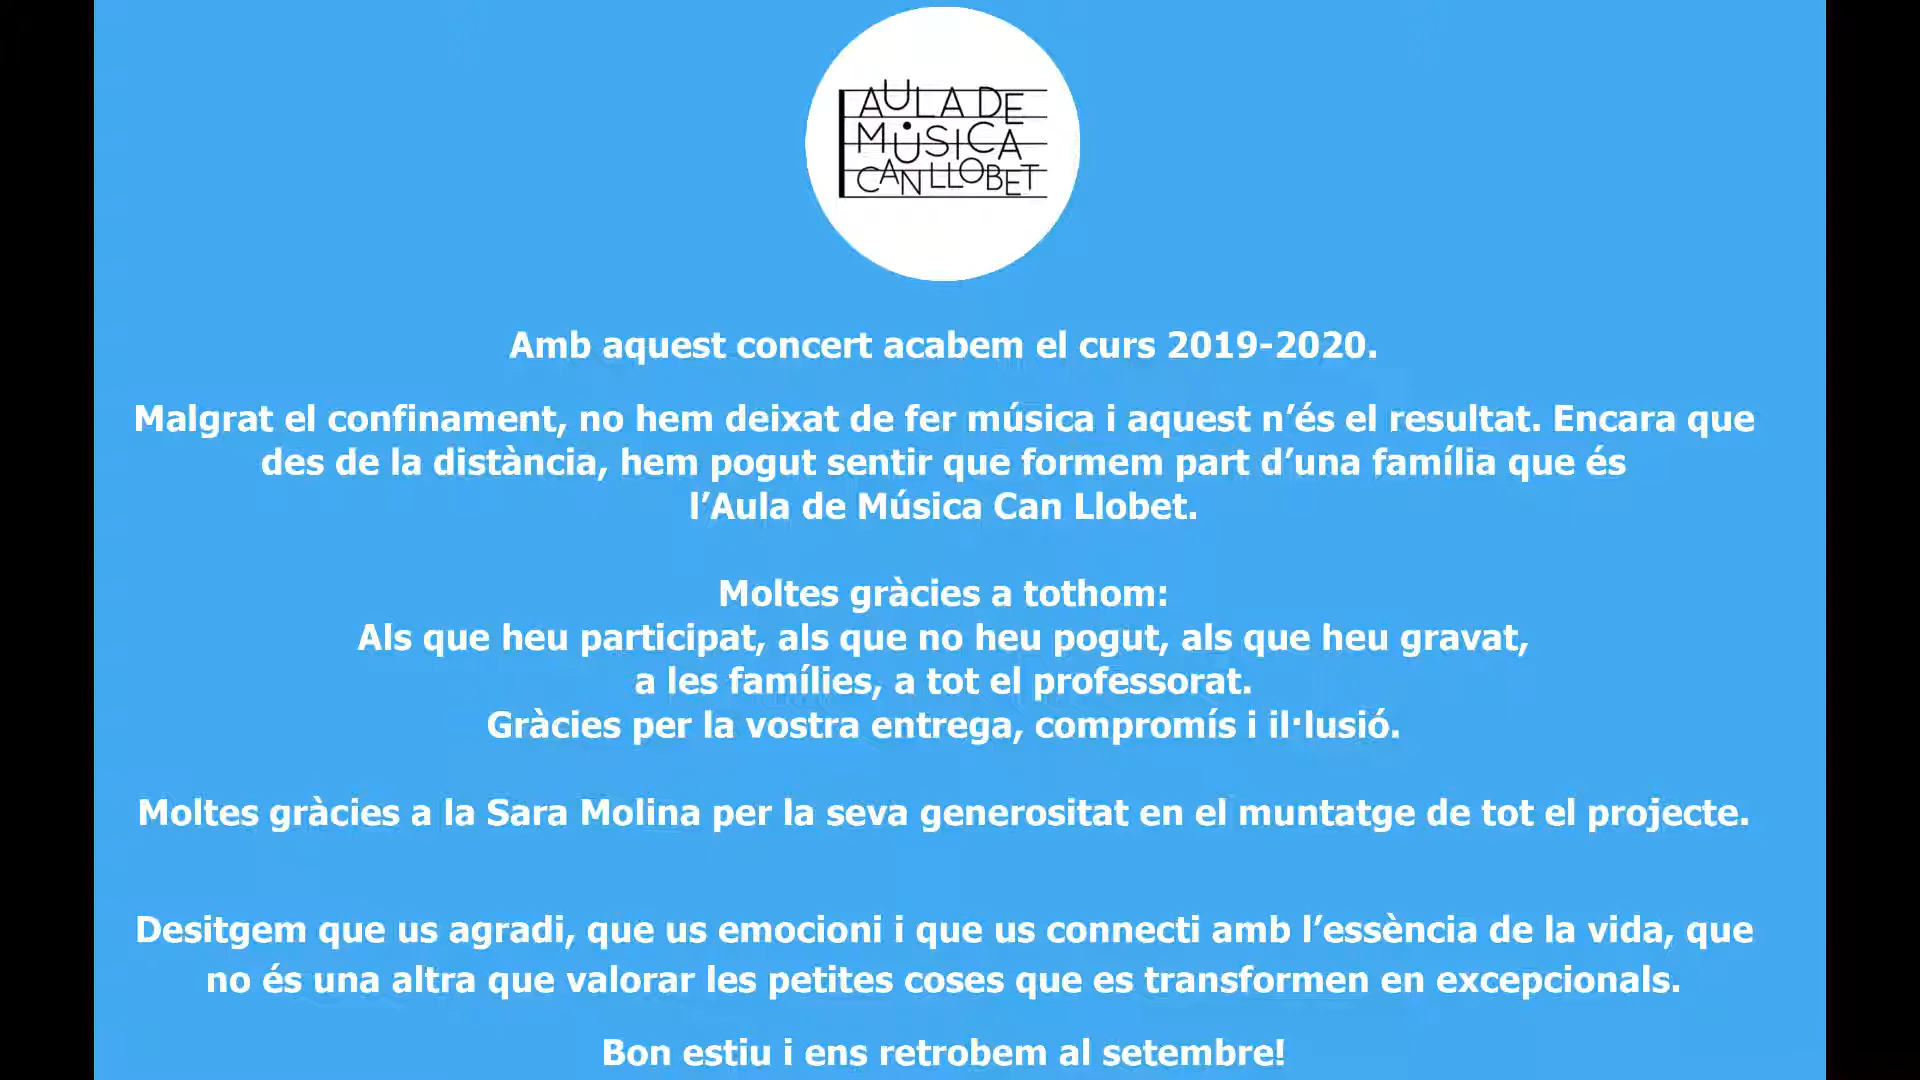 AULA DE
MÚSICA
CAN LLOBET
Amb aquest concert acabem el curs 2019-2020.
Malgrat el confinament, no hem deixat de fer música i aquest n’és el resultat. Encara que
des de la distància, hem pogut sentir que formem part d’una família que és
l’Aula de Música Can Llobet.
Moltes gràcies a tothom:
Als que heu participat, als que no heu pogut, als que heu gravat,
a les famílies, a tot el professorat.
Gràcies per la vostra entrega, compromís i il·lusió.
Moltes gràcies a la Sara Molina per la seva generositat en el muntatge de tot el projecte.
Desitgem que us agradi, que us emocioni i que us connecti amb l’essència de la vida, que
no és una altra que valorar les petites coses que es transformen en excepcionals.
Bon estiu i ens retrobem al setembre!